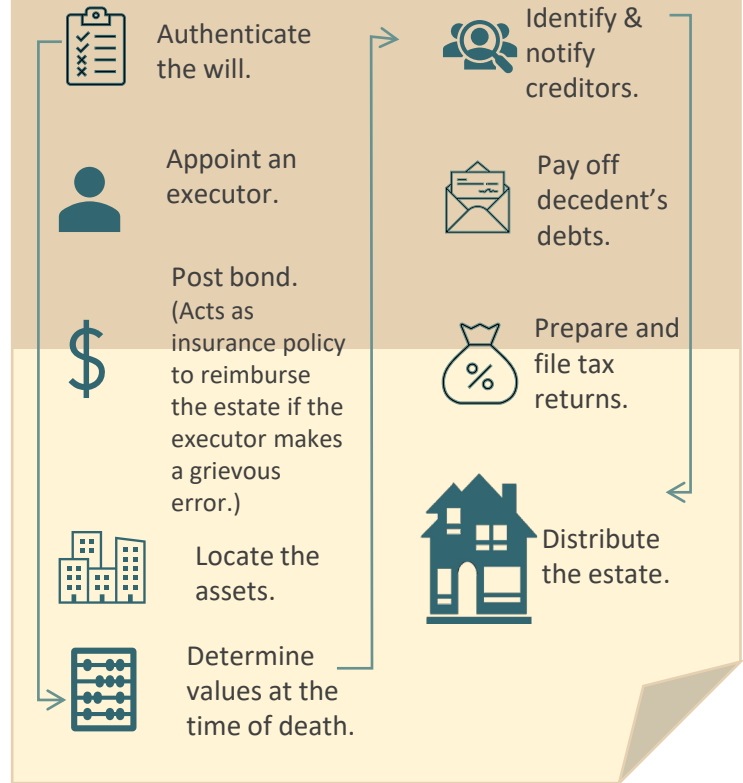 Authenticate
the will.
Appoint an
executor.
Post bond.
(Acts as
insurance policy
to reimburse
the estate if the
executor makes
a grievous
error.)
Locate the
assets.
Determine
values at the
time of death.
Identify &
notify
creditors.
Pay off
decedent’s
debts.
Prepare and
file tax
returns.
Distribute
the estate.